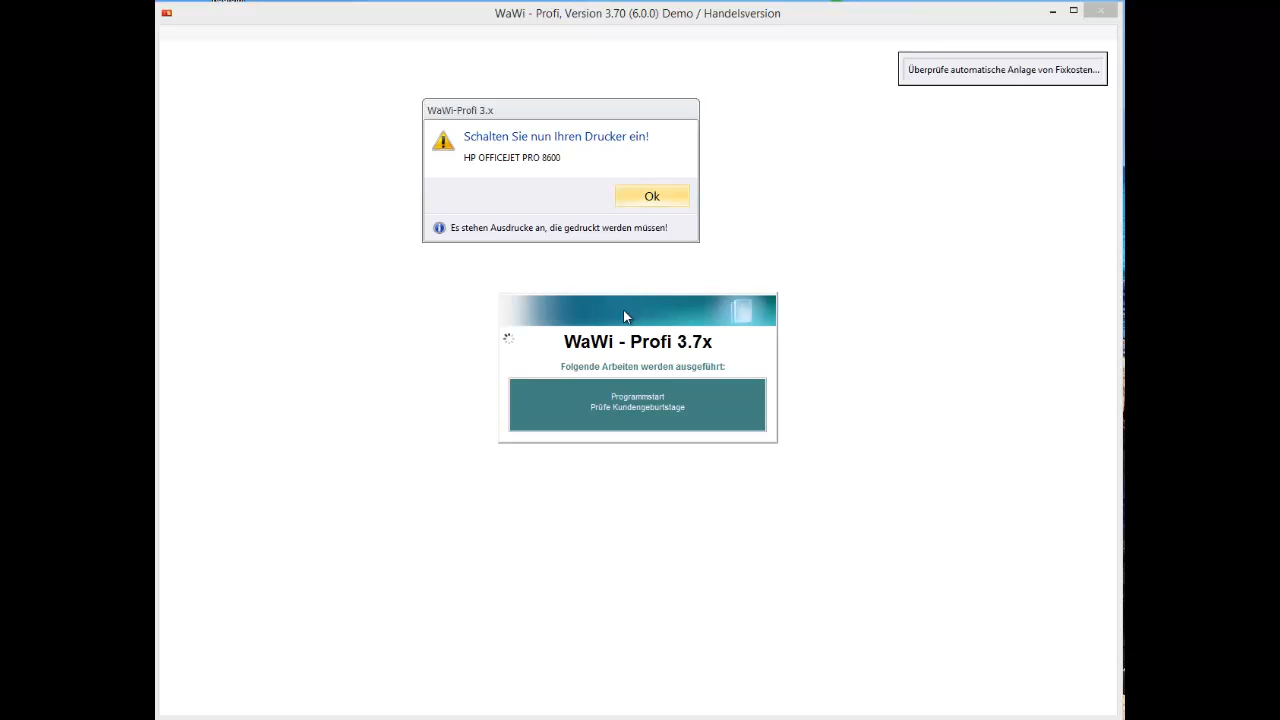 WaWi - Profi, Version 3.70 (6.0.0) Demo / Handelsversion
Überprüfe automatische Anlage von Fixkosten...
WaWi-Profi 3.x
Schalten Sie nun Ihren Drucker ein!
HP OFFICEJET PRO 8600
Ok
Es stehen Ausdrucke an, die gedruckt werden müssen!
WaWi - Profi 3.7x
Folgende Arbeiten werden ausgeführt:
Programmstart
Prüfe Kundengeburtstage